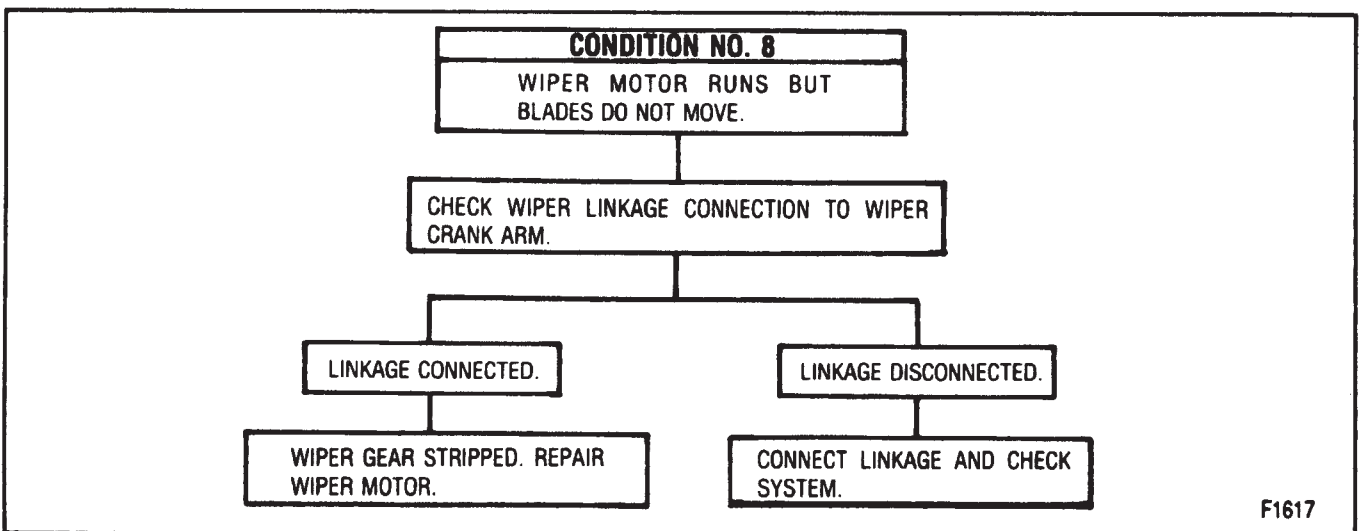 CONDITION NO. 8
WIPER MOTOR RUNS BUT
BLADES DO NOT MOVE.
CHECK WIPER LINKAGE CONNECTION TO WIPER
CRANK ARM.
LINKAGE CONNECTED.
LINKAGE DISCONNECTED.
WIPER GEAR STRIPPED. REPAIR
WIPER MOTOR.
CONNECT LINKAGE AND CHECK
SYSTEM.
F1617